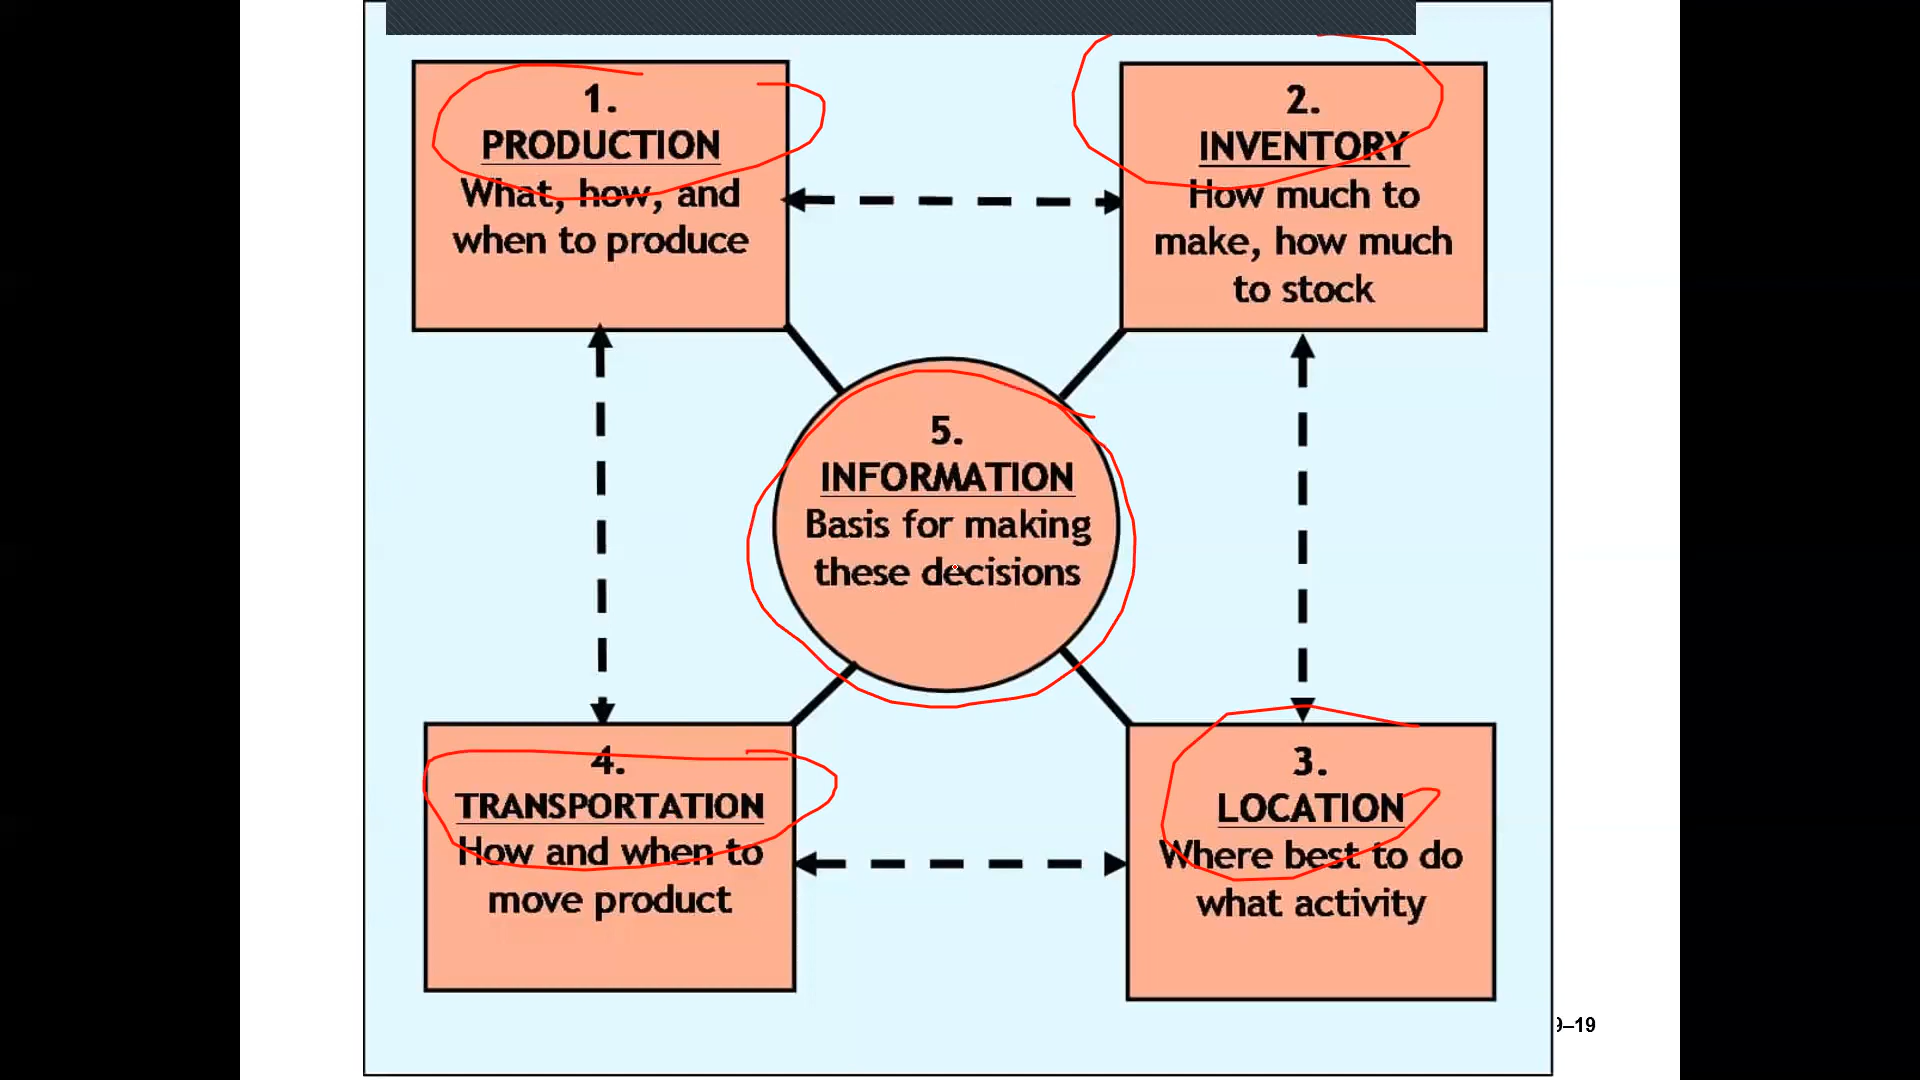 1.
PRODUCTION
What, how, and
when to produce
2.
INVENTORY
How much to
make, how much
to stock
5.
INFORMATION
Basis for making
these decisions
4.
TRANSPORTATION
How and when to
move product
3.
LOCATION
Where best to do
what activity
9–19